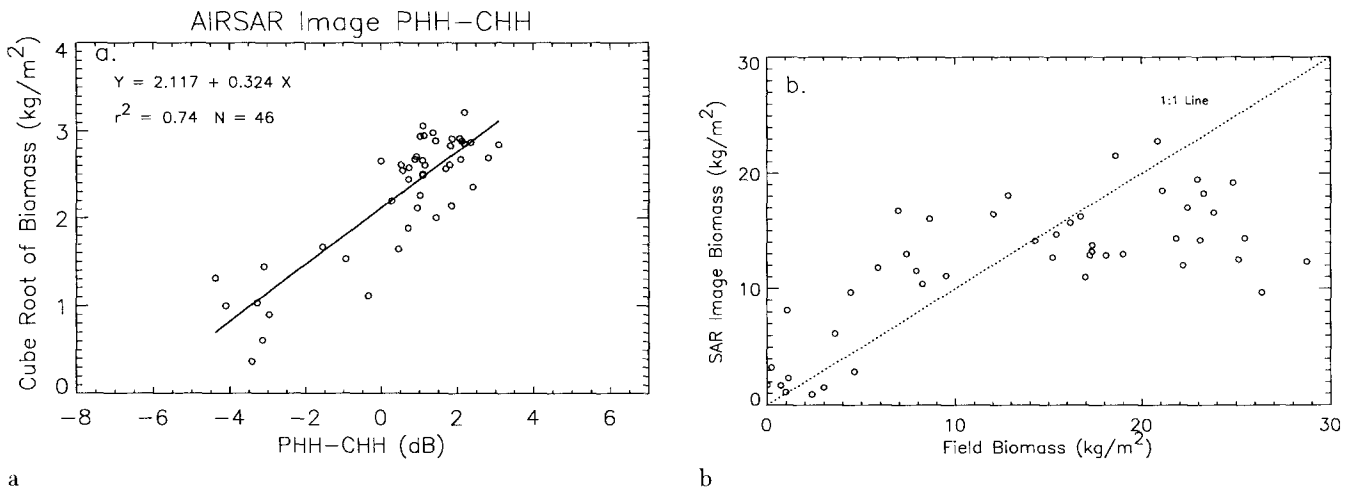 AIRSAR Image PHH-CHH
a.
Y = 2.117 + 0.324 X
r² = 0.74 N = 46
Cube Root of Biomass (kg/m²)
4
3
2
1
0
-8 -6 -4 -2 0 2 4 6
PHH-CHH (dB)
a
b.
1:1 Line
SAR Image Biomass (kg/m²)
30
20
10
0
0 10 20 30
Field Biomass (kg/m²)
b